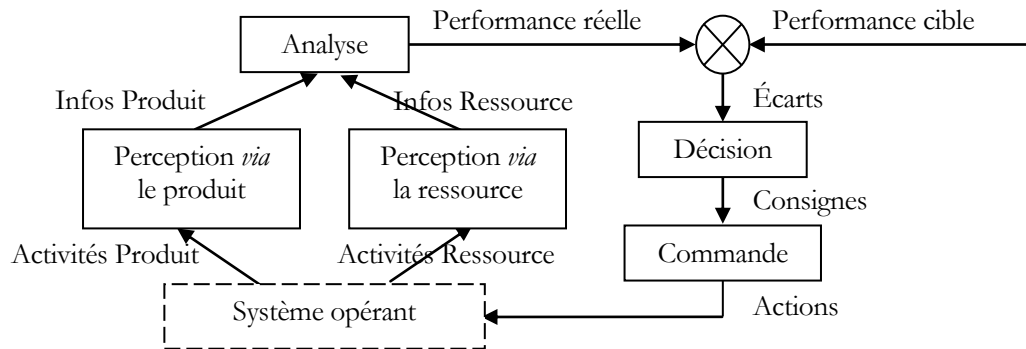 Performance réelle
Performance cible
Analyse
Infos Produit
Infos Ressource
Écarts
Perception via
le produit
Perception via
la ressource
Décision
Consignes
Activités Produit
Activités Ressource
Commande
Système opérant
Actions